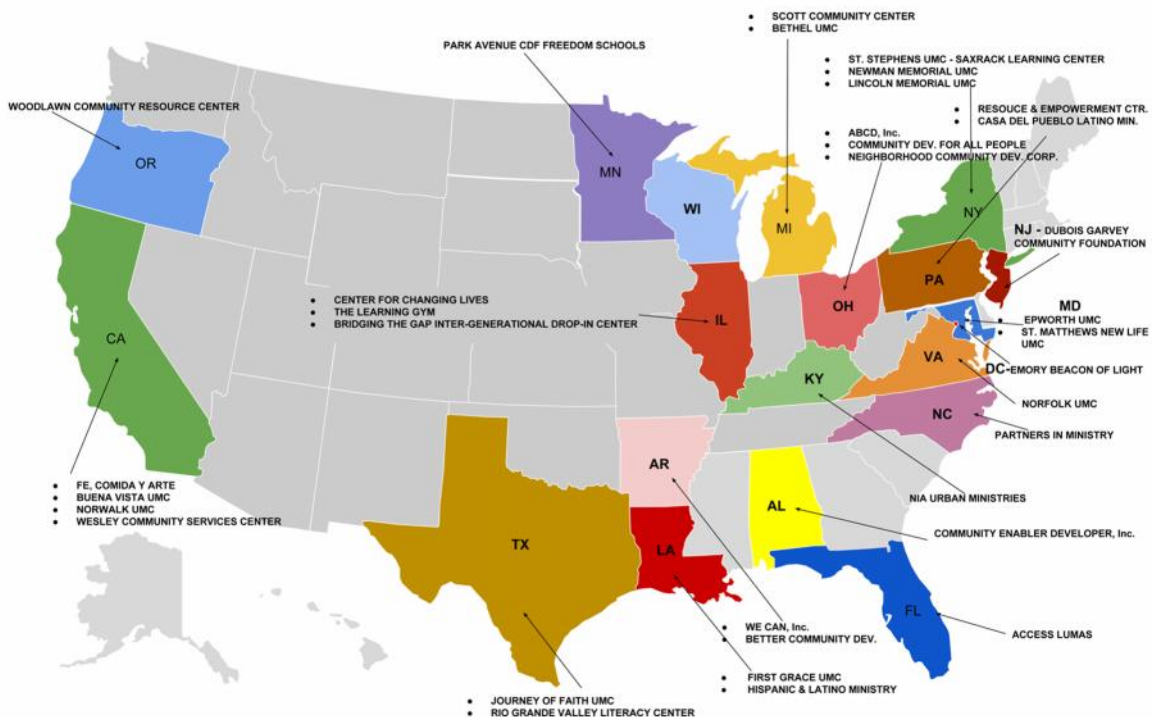 • SCOTT COMMUNITY CENTER
• BETHEL UMC
PARK AVENUE CDF FREEDOM SCHOOLS
• ST. STEPHENS UMC - SAXRACK LEARNING CENTER
• NEWMAN MEMORIAL UMC
• LINCOLN MEMORIAL UMC
• RESOUCE & EMPOWERMENT CTR.
• CASA DEL PUEBLO LATINO MIN.
WOODLAWN COMMUNITY RESOURCE CENTER
• ABCD, Inc.
• COMMUNITY DEV. FOR ALL PEOPLE
• NEIGHBORHOOD COMMUNITY DEV. CORP.
OR
MN
WI
MI
NY
NJ - DUBOIS GARVEY
COMMUNITY FOUNDATION
PA
• CENTER FOR CHANGING LIVES
• THE LEARNING GYM
• BRIDGING THE GAP INTER-GENERATIONAL DROP-IN CENTER
IL
OH
MD
• EPWORTH UMC
• ST. MATTHEWS NEW LIFE
UMC
CA
VA
DC-EMORY BEACON OF LIGHT
KY
NORFOLK UMC
NC
PARTNERS IN MINISTRY
AR
• FE, COMIDA Y ARTE
• BUENA VISTA UMC
• NORWALK UMC
• WESLEY COMMUNITY SERVICES CENTER
NIA URBAN MINISTRIES
AL
TX
LA
COMMUNITY ENABLER DEVELOPER, Inc.
FL
• WE CAN, Inc.
• BETTER COMMUNITY DEV.
ACCESS LUMAS
• FIRST GRACE UMC
• HISPANIC & LATINO MINISTRY
• JOURNEY OF FAITH UMC
• RIO GRANDE VALLEY LITERACY CENTER